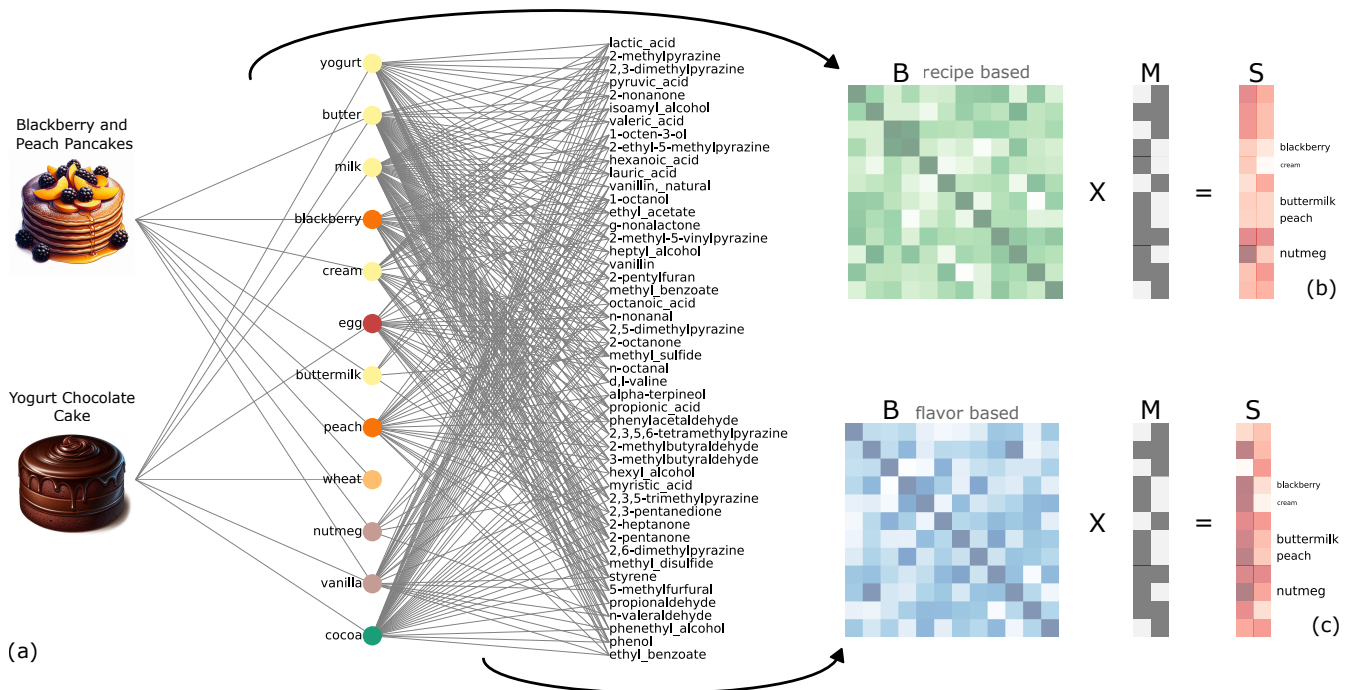 Blackberry and
Peach Pancakes
Yogurt Chocolate
Cake
(a)
yogurt
butter
milk
blackberry
cream
egg
buttermilk
peach
wheat
nutmeg
vanilla
cocoa
lactic_acid
2-methylpyrazine
2,3-dimethylpyrazine
pyruvic_acid
2-nonanone
isoamyl_alcohol
valeric_acid
1-octen-3-ol
2-ethyl-5-methylpyrazine
hexanoic_acid
lauric_acid
vanillin,_natural
1-octanol
ethyl_acetate
g-nonalactone
2-methyl-5-vinylpyrazine
heptyl_alcohol
vanillin
2-pentylfuran
methyl_benzoate
octanoic_acid
n-nonanal
2,5-dimethylpyrazine
2-octanone
methyl_sulfide
n-octanal
d,l-valine
alpha-terpineol
propionic_acid
phenylacetaldehyde
2,3,5,6-tetramethylpyrazine
2-methylbutyraldehyde
3-methylbutyraldehyde
hexyl_alcohol
myristic_acid
2,3,5-trimethylpyrazine
2,3-pentanedione
2-heptanone
2-pentanone
2,6-dimethylpyrazine
methyl_disulfide
styrene
5-methylfurfural
propionaldehyde
n-valeraldehyde
phenethyl_alcohol
phenol
ethyl_benzoate
B recipe based
M
S
X
=
blackberry
cream
buttermilk
peach
nutmeg
(b)
B flavor based
M
S
X
=
blackberry
cream
buttermilk
peach
nutmeg
(c)